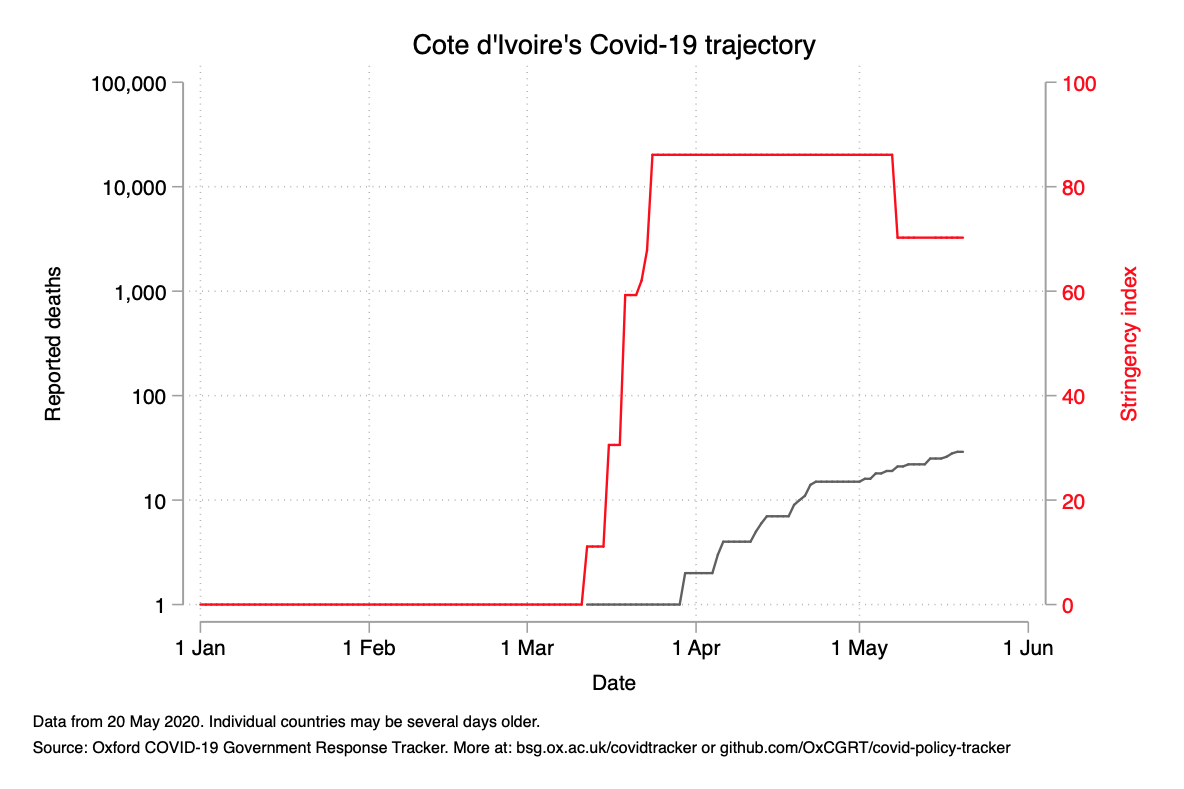 Cote d'Ivoire's Covid-19 trajectory
100,000
10,000
1,000
100
10
1
Reported deaths
100
80
60
40
20
0
Stringency index
1 Jan
1 Feb
1 Mar
1 Apr
1 May
1 Jun
Date
Data from 20 May 2020. Individual countries may be several days older.
Source: Oxford COVID-19 Government Response Tracker. More at: bsg.ox.ac.uk/covidtracker or github.com/OxCGRT/covid-policy-tracker